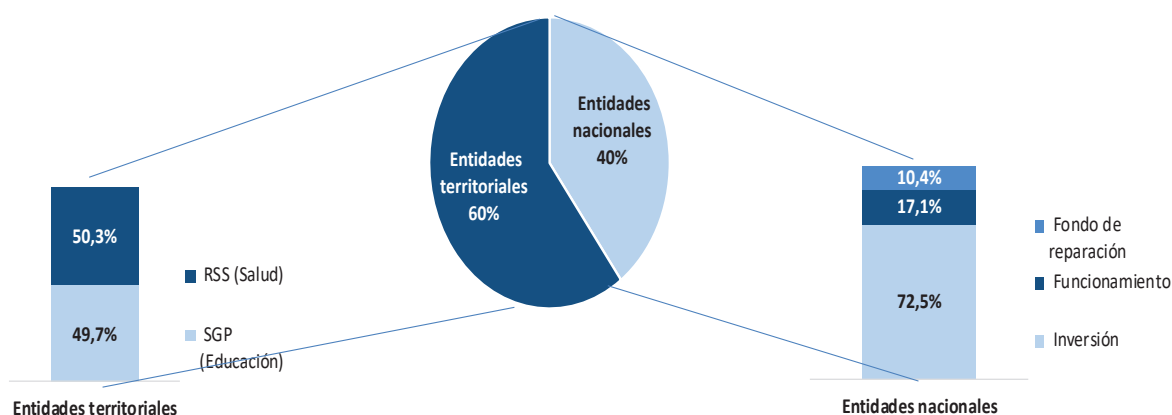 Entidades
nacionales
40%
Entidades
territoriales
60%
50,3%
49,7%
RSS (Salud)
SGP
(Educación)
Entidades territoriales
10,4%
17,1%
72,5%
Fondo de
reparación
Funcionamiento
Inversión
Entidades nacionales